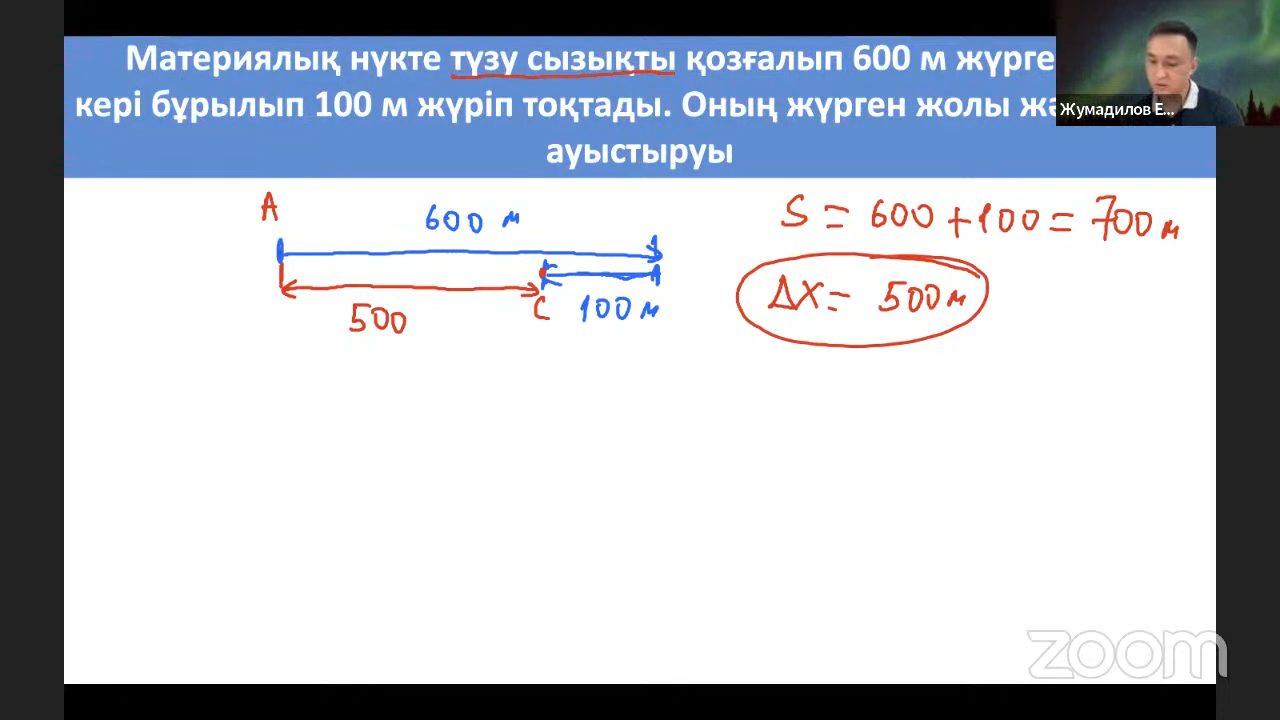 Материялық нүкте түзу сызықты қозғалып 600 м жүрге
кері бұрылып 100 м жүріп тоқтады. Оның жүрген жолы жә
ауыстыруы
Жумадилов Е...
A
600 м
S = 600 + 100 = 700 м
500
C
100 м
ΔX = 500 м
zoom